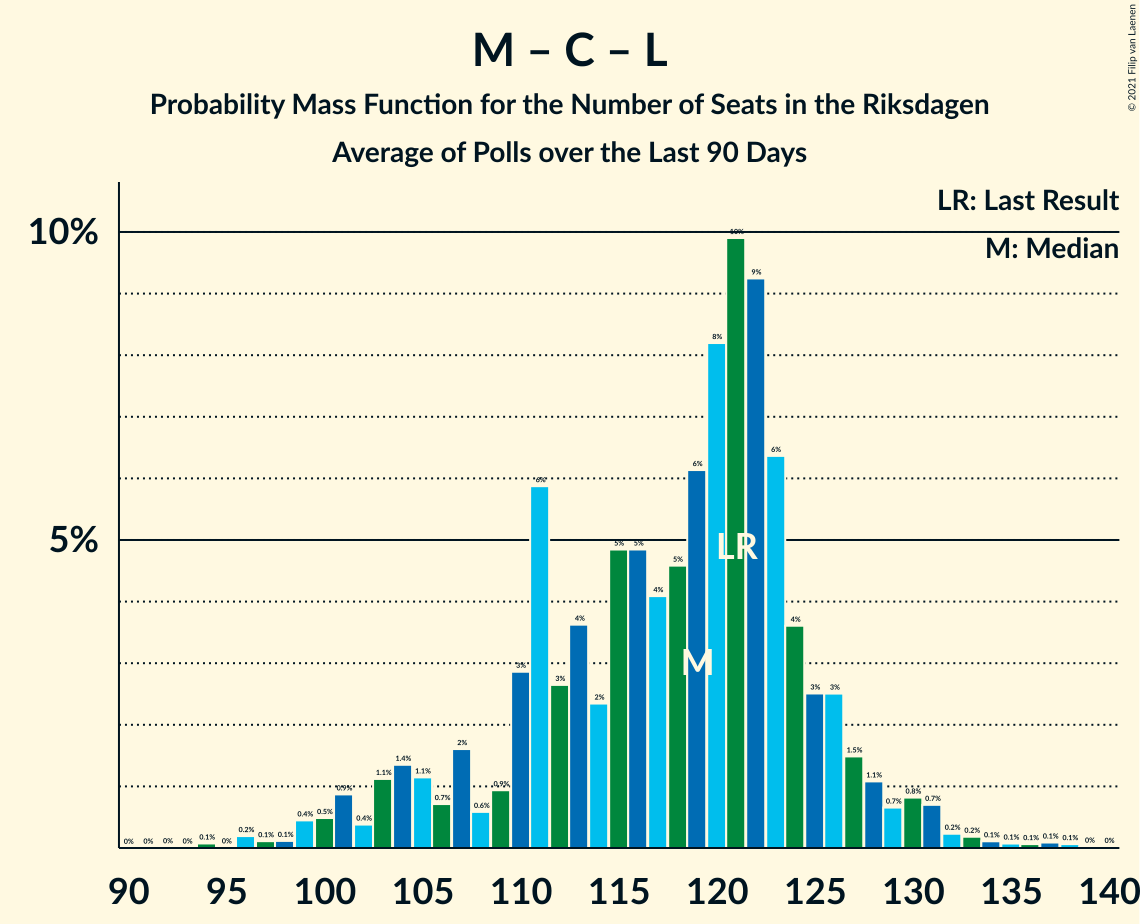 M – C – L
Probability Mass Function for the Number of Seats in the Riksdagen
Average of Polls over the Last 90 Days
© 2021 Filip van Laenen
LR: Last Result
M: Median
10%
5%
0% 0% 0% 0% 0.1% 0% 0.2% 0.1% 0.1% 0.4% 0.5% 0.9% 0.4% 1.1% 1.4% 1.1% 0.7% 2% 0.6% 0.9% 3% 6% 3% 4% 2% 5% 5% 4% 5% 6% 8% 10% 9% 6% 4% 3% 3% 1.5% 1.1% 0.7% 0.8% 0.7% 0.2% 0.2% 0.1% 0.1% 0.1% 0.1% 0.1% 0% 0%
LR
M
90 95 100 105 110 115 120 125 130 135 140